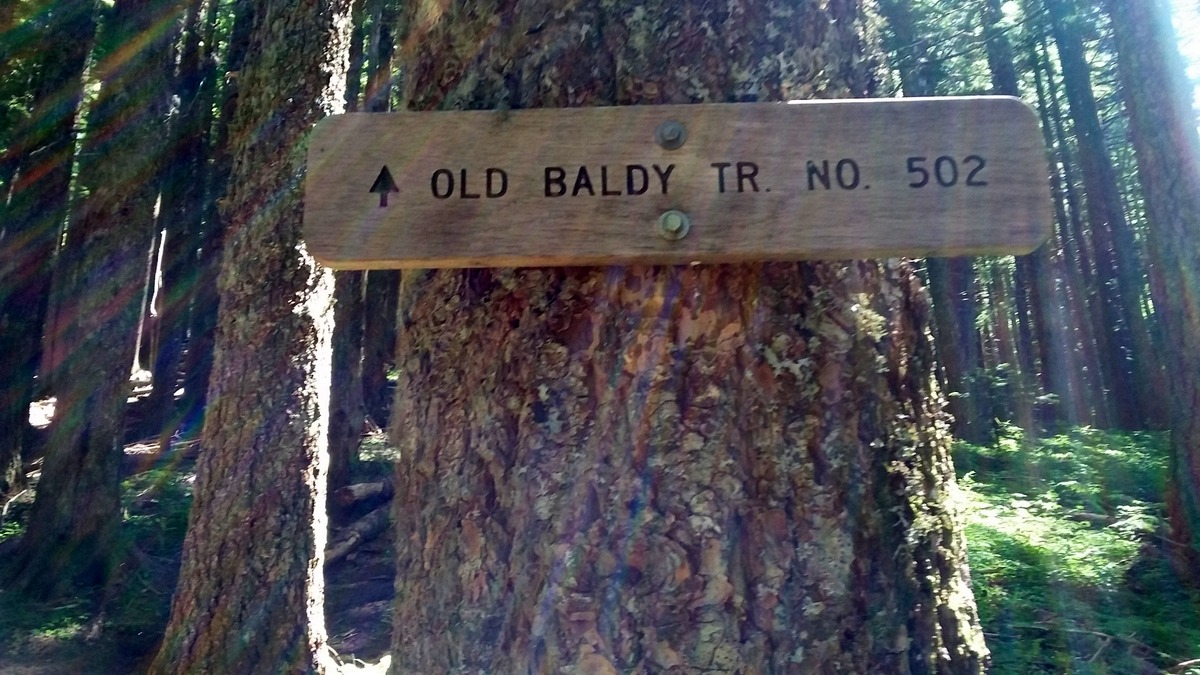 ↑ OLD BALDY TR. NO. 502